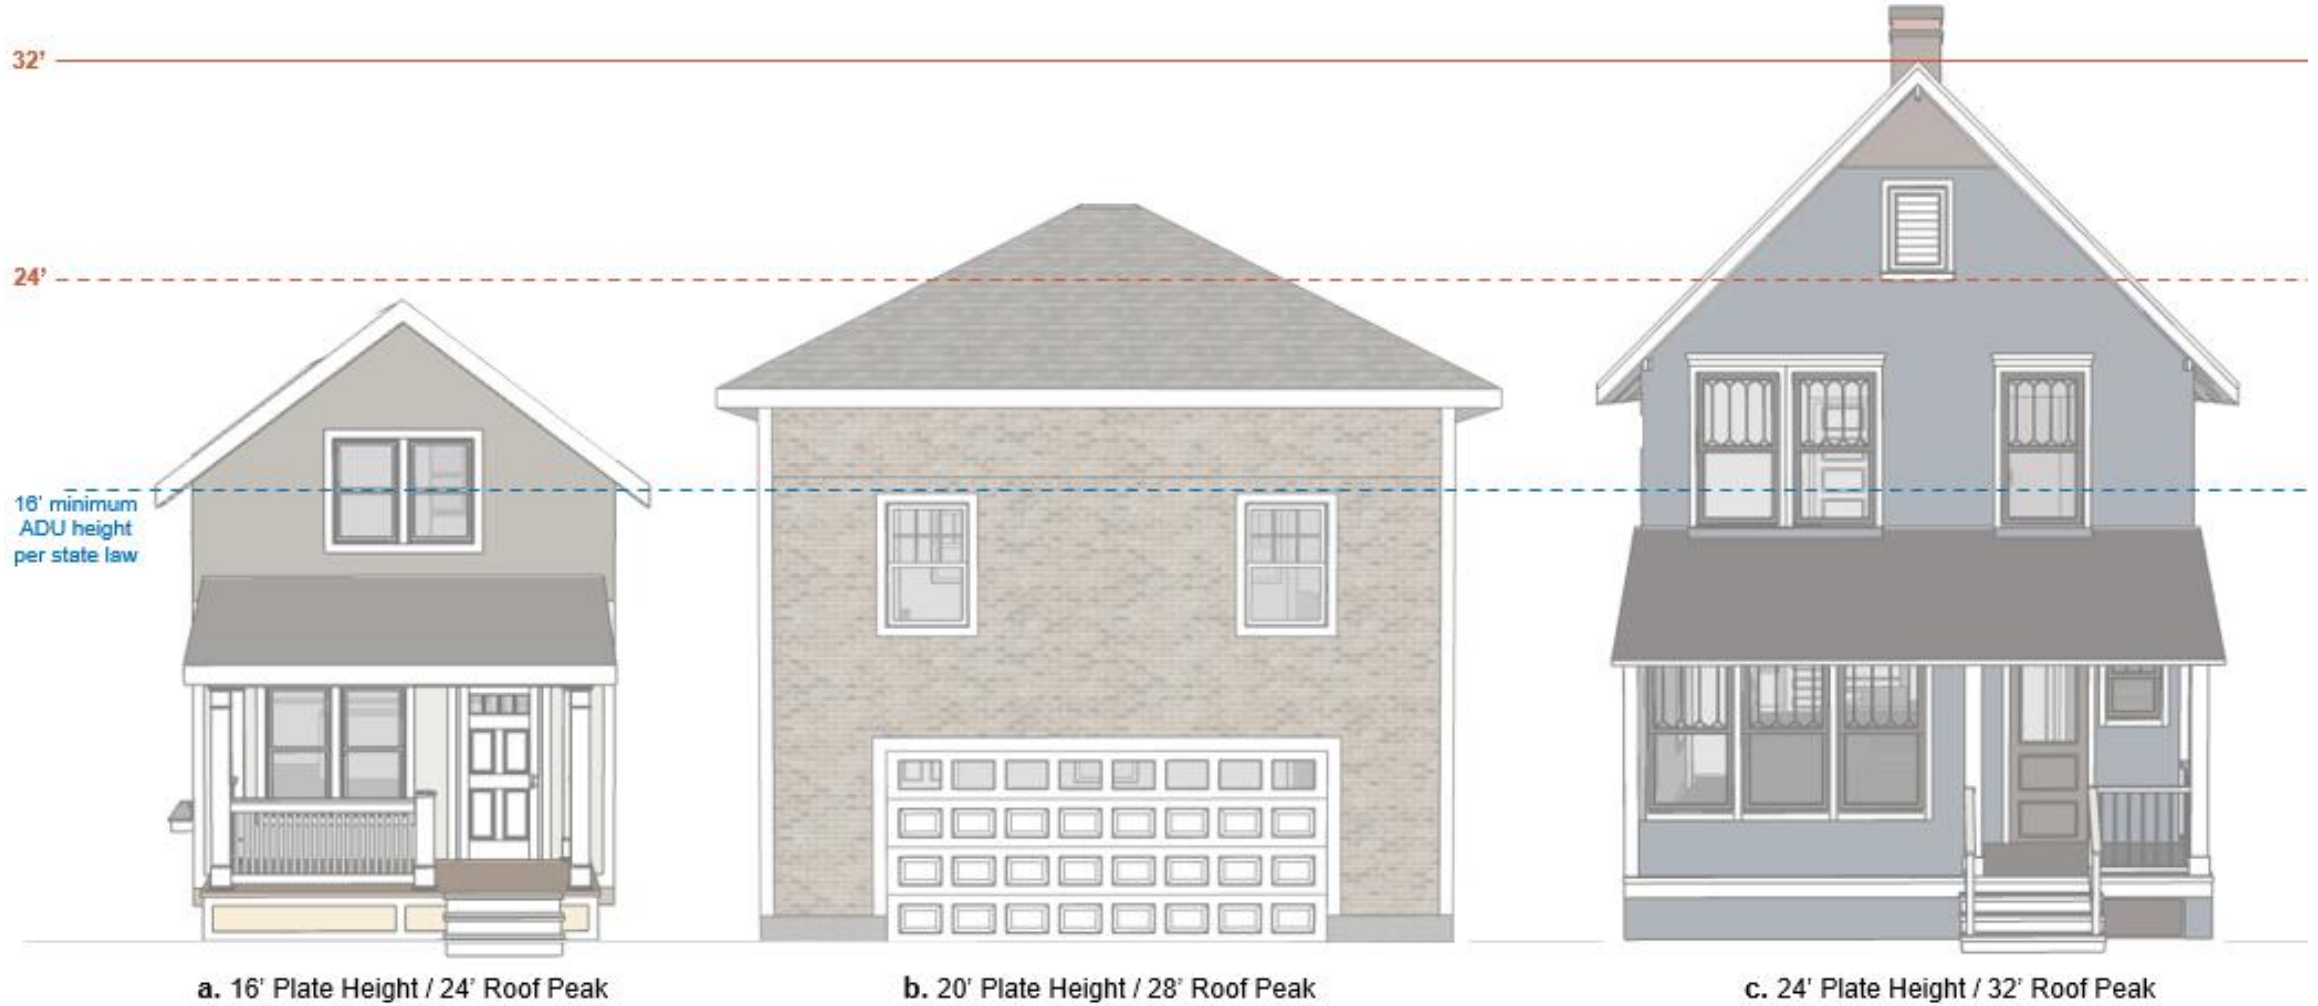 32'
24'
16' minimum
ADU height
per state law
a. 16' Plate Height / 24' Roof Peak
b. 20' Plate Height / 28' Roof Peak
c. 24' Plate Height / 32' Roof Peak